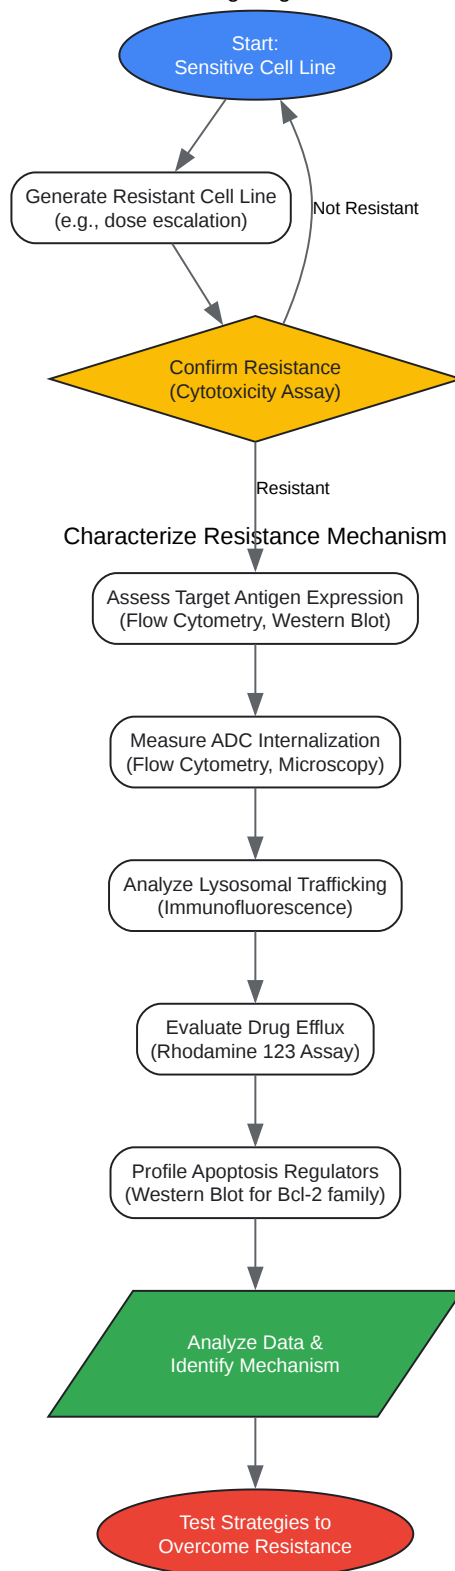 Start:
Sensitive Cell Line
Generate Resistant Cell Line
(e.g., dose escalation)
Not Resistant
Confirm Resistance
(Cytotoxicity Assay)
Resistant
Characterize Resistance Mechanism
Assess Target Antigen Expression
(Flow Cytometry, Western Blot)
Measure ADC Internalization
(Flow Cytometry, Microscopy)
Analyze Lysosomal Trafficking
(Immunofluorescence)
Evaluate Drug Efflux
(Rhodamine 123 Assay)
Profile Apoptosis Regulators
(Western Blot for Bcl-2 family)
Analyze Data &
Identify Mechanism
Test Strategies to
Overcome Resistance